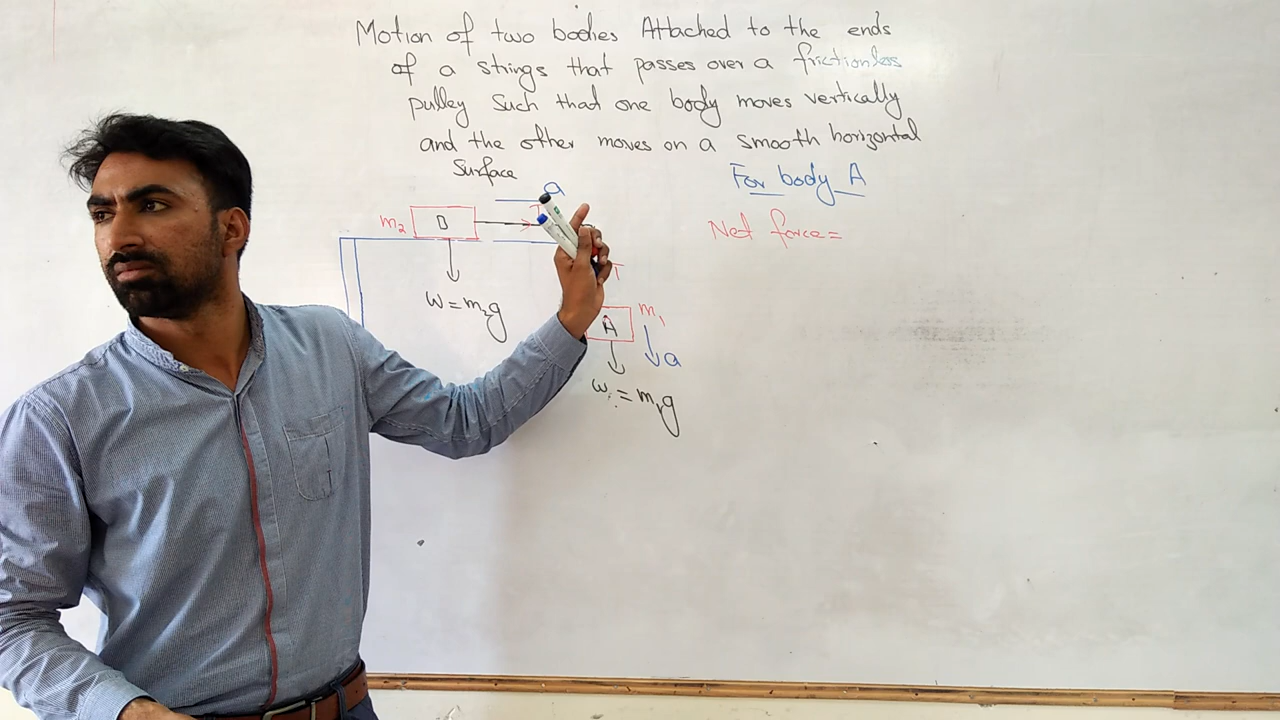 Motion of two bodies Attached to the ends
of a strings that passes over a frictionless
pulley Such that one body moves vertically
and the other moves on a smooth horizontal
Surface
For body A
Net force=
a
m₂ B
T
W=m₂g
A m₁
a
W₁=m₁g